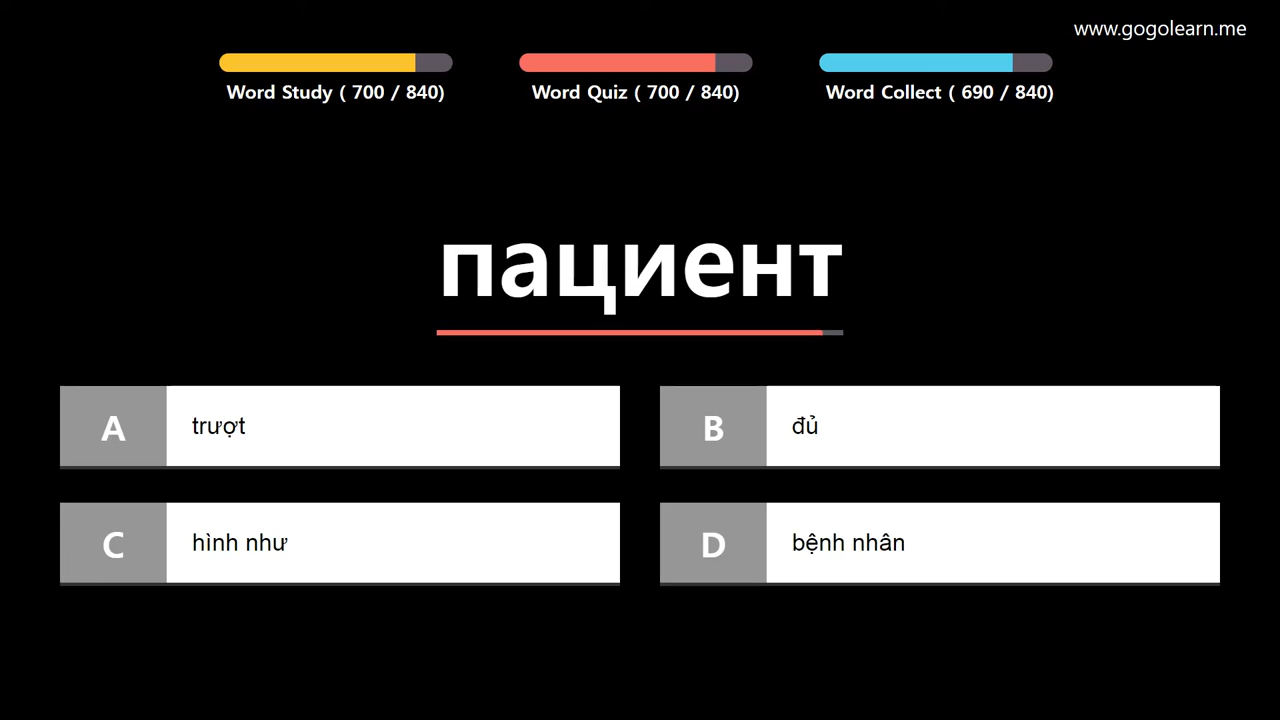 www.gogolearn.me
Word Study ( 700 / 840)
Word Quiz ( 700 / 840)
Word Collect ( 690 / 840)
пациент
A trượt
B đủ
C hình như
D bệnh nhân